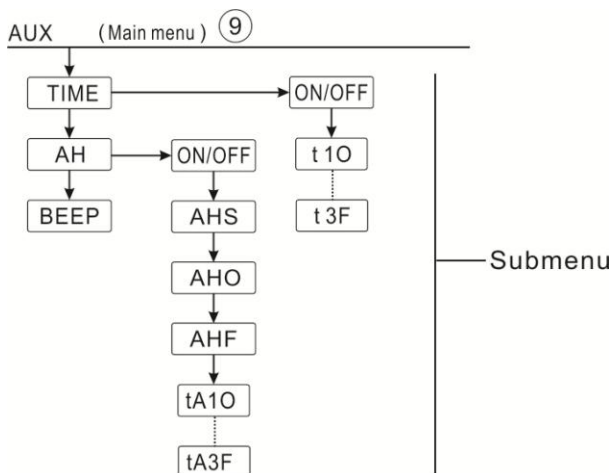 AUX (Main menu) 9
TIME ON/OFF
AH ON/OFF t 1O
BEEP AHS t 3F
AHO
Submenu
AHF
tA1O
tA3F